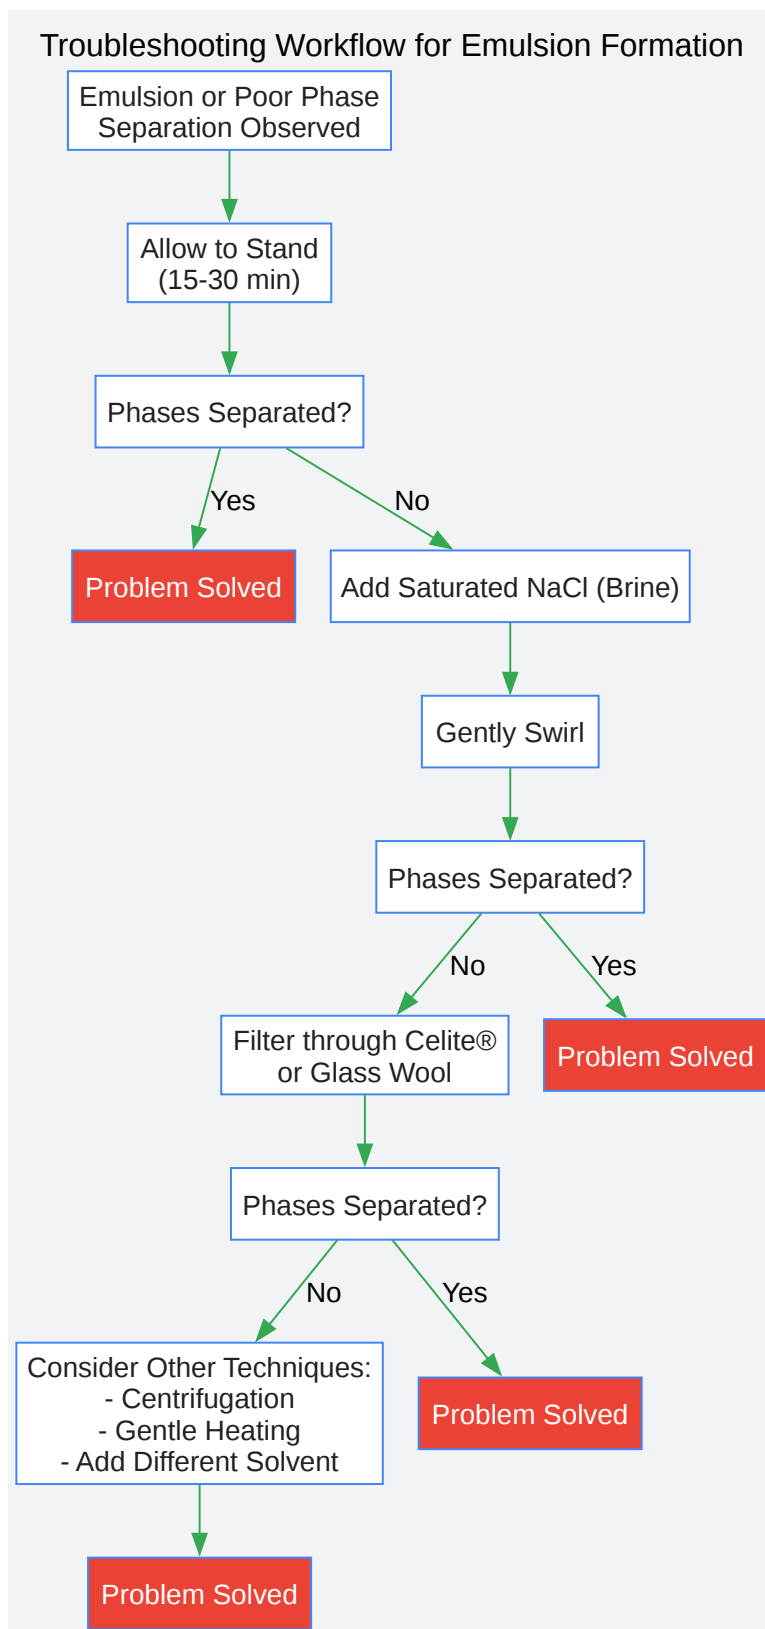 Troubleshooting Workflow for Emulsion Formation
Emulsion or Poor Phase
Separation Observed
Allow to Stand
(15-30 min)
Phases Separated?
Yes
No
Problem Solved
Add Saturated NaCl (Brine)
Gently Swirl
Phases Separated?
No
Yes
Filter through Celite®
or Glass Wool
Problem Solved
Phases Separated?
No
Yes
Consider Other Techniques:
- Centrifugation
- Gentle Heating
- Add Different Solvent
Problem Solved
Problem Solved